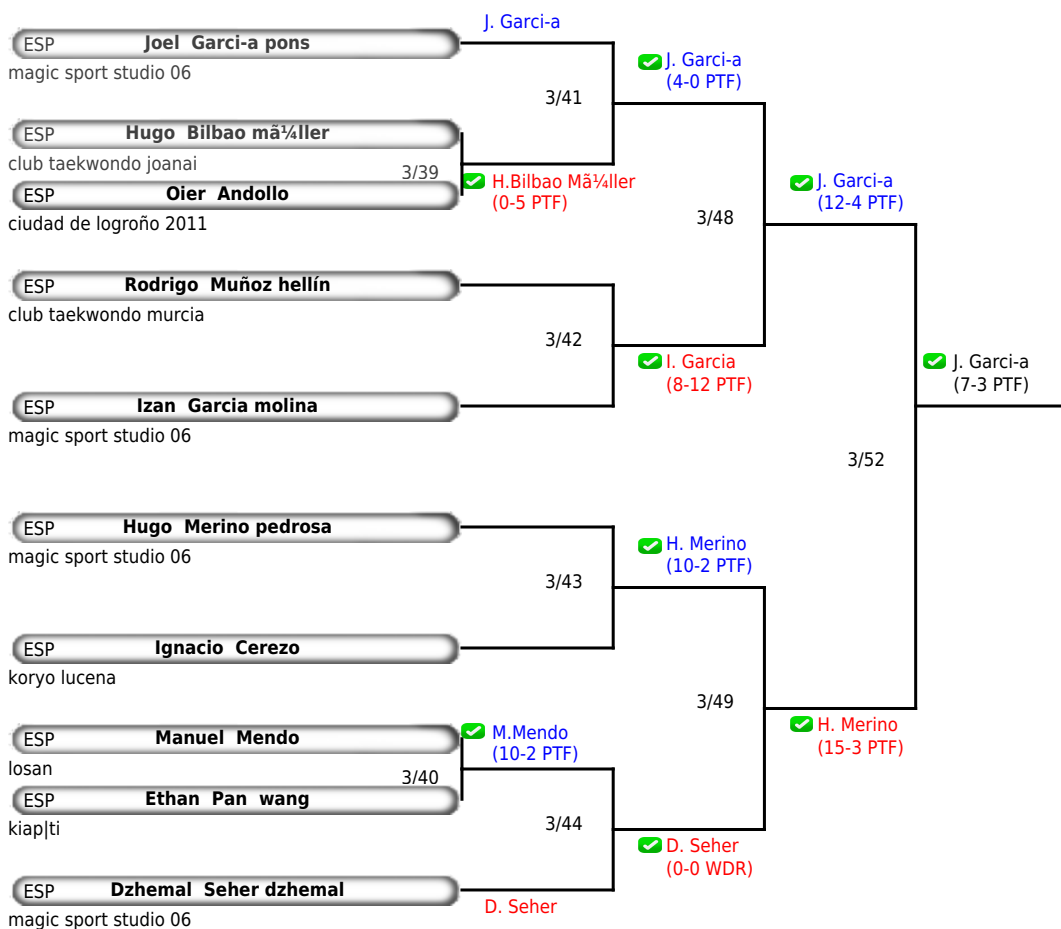 J. Garci-a
ESP Joel Garci-a pons
magic sport studio 06
J. Garci-a
(4-0 PTF)
3/41
ESP Hugo Bilbao mã¼ller
club taekwondo joanai
3/39
ESP Oier Andollo
ciudad de logroño 2011
H.Bilbao Mã¼ller
(0-5 PTF)
J. Garci-a
(12-4 PTF)
3/48
ESP Rodrigo Muñoz hellín
club taekwondo murcia
3/42
I. Garcia
(8-12 PTF)
J. Garci-a
(7-3 PTF)
ESP Izan Garcia molina
magic sport studio 06
3/52
ESP Hugo Merino pedrosa
magic sport studio 06
H. Merino
(10-2 PTF)
3/43
ESP Ignacio Cerezo
koryo lucena
3/49
H. Merino
(15-3 PTF)
ESP Manuel Mendo
losan
M.Mendo
(10-2 PTF)
3/40
ESP Ethan Pan wang
kiap|ti
3/44
D. Seher
(0-0 WDR)
ESP Dzhemal Seher dzhemal
magic sport studio 06
D. Seher